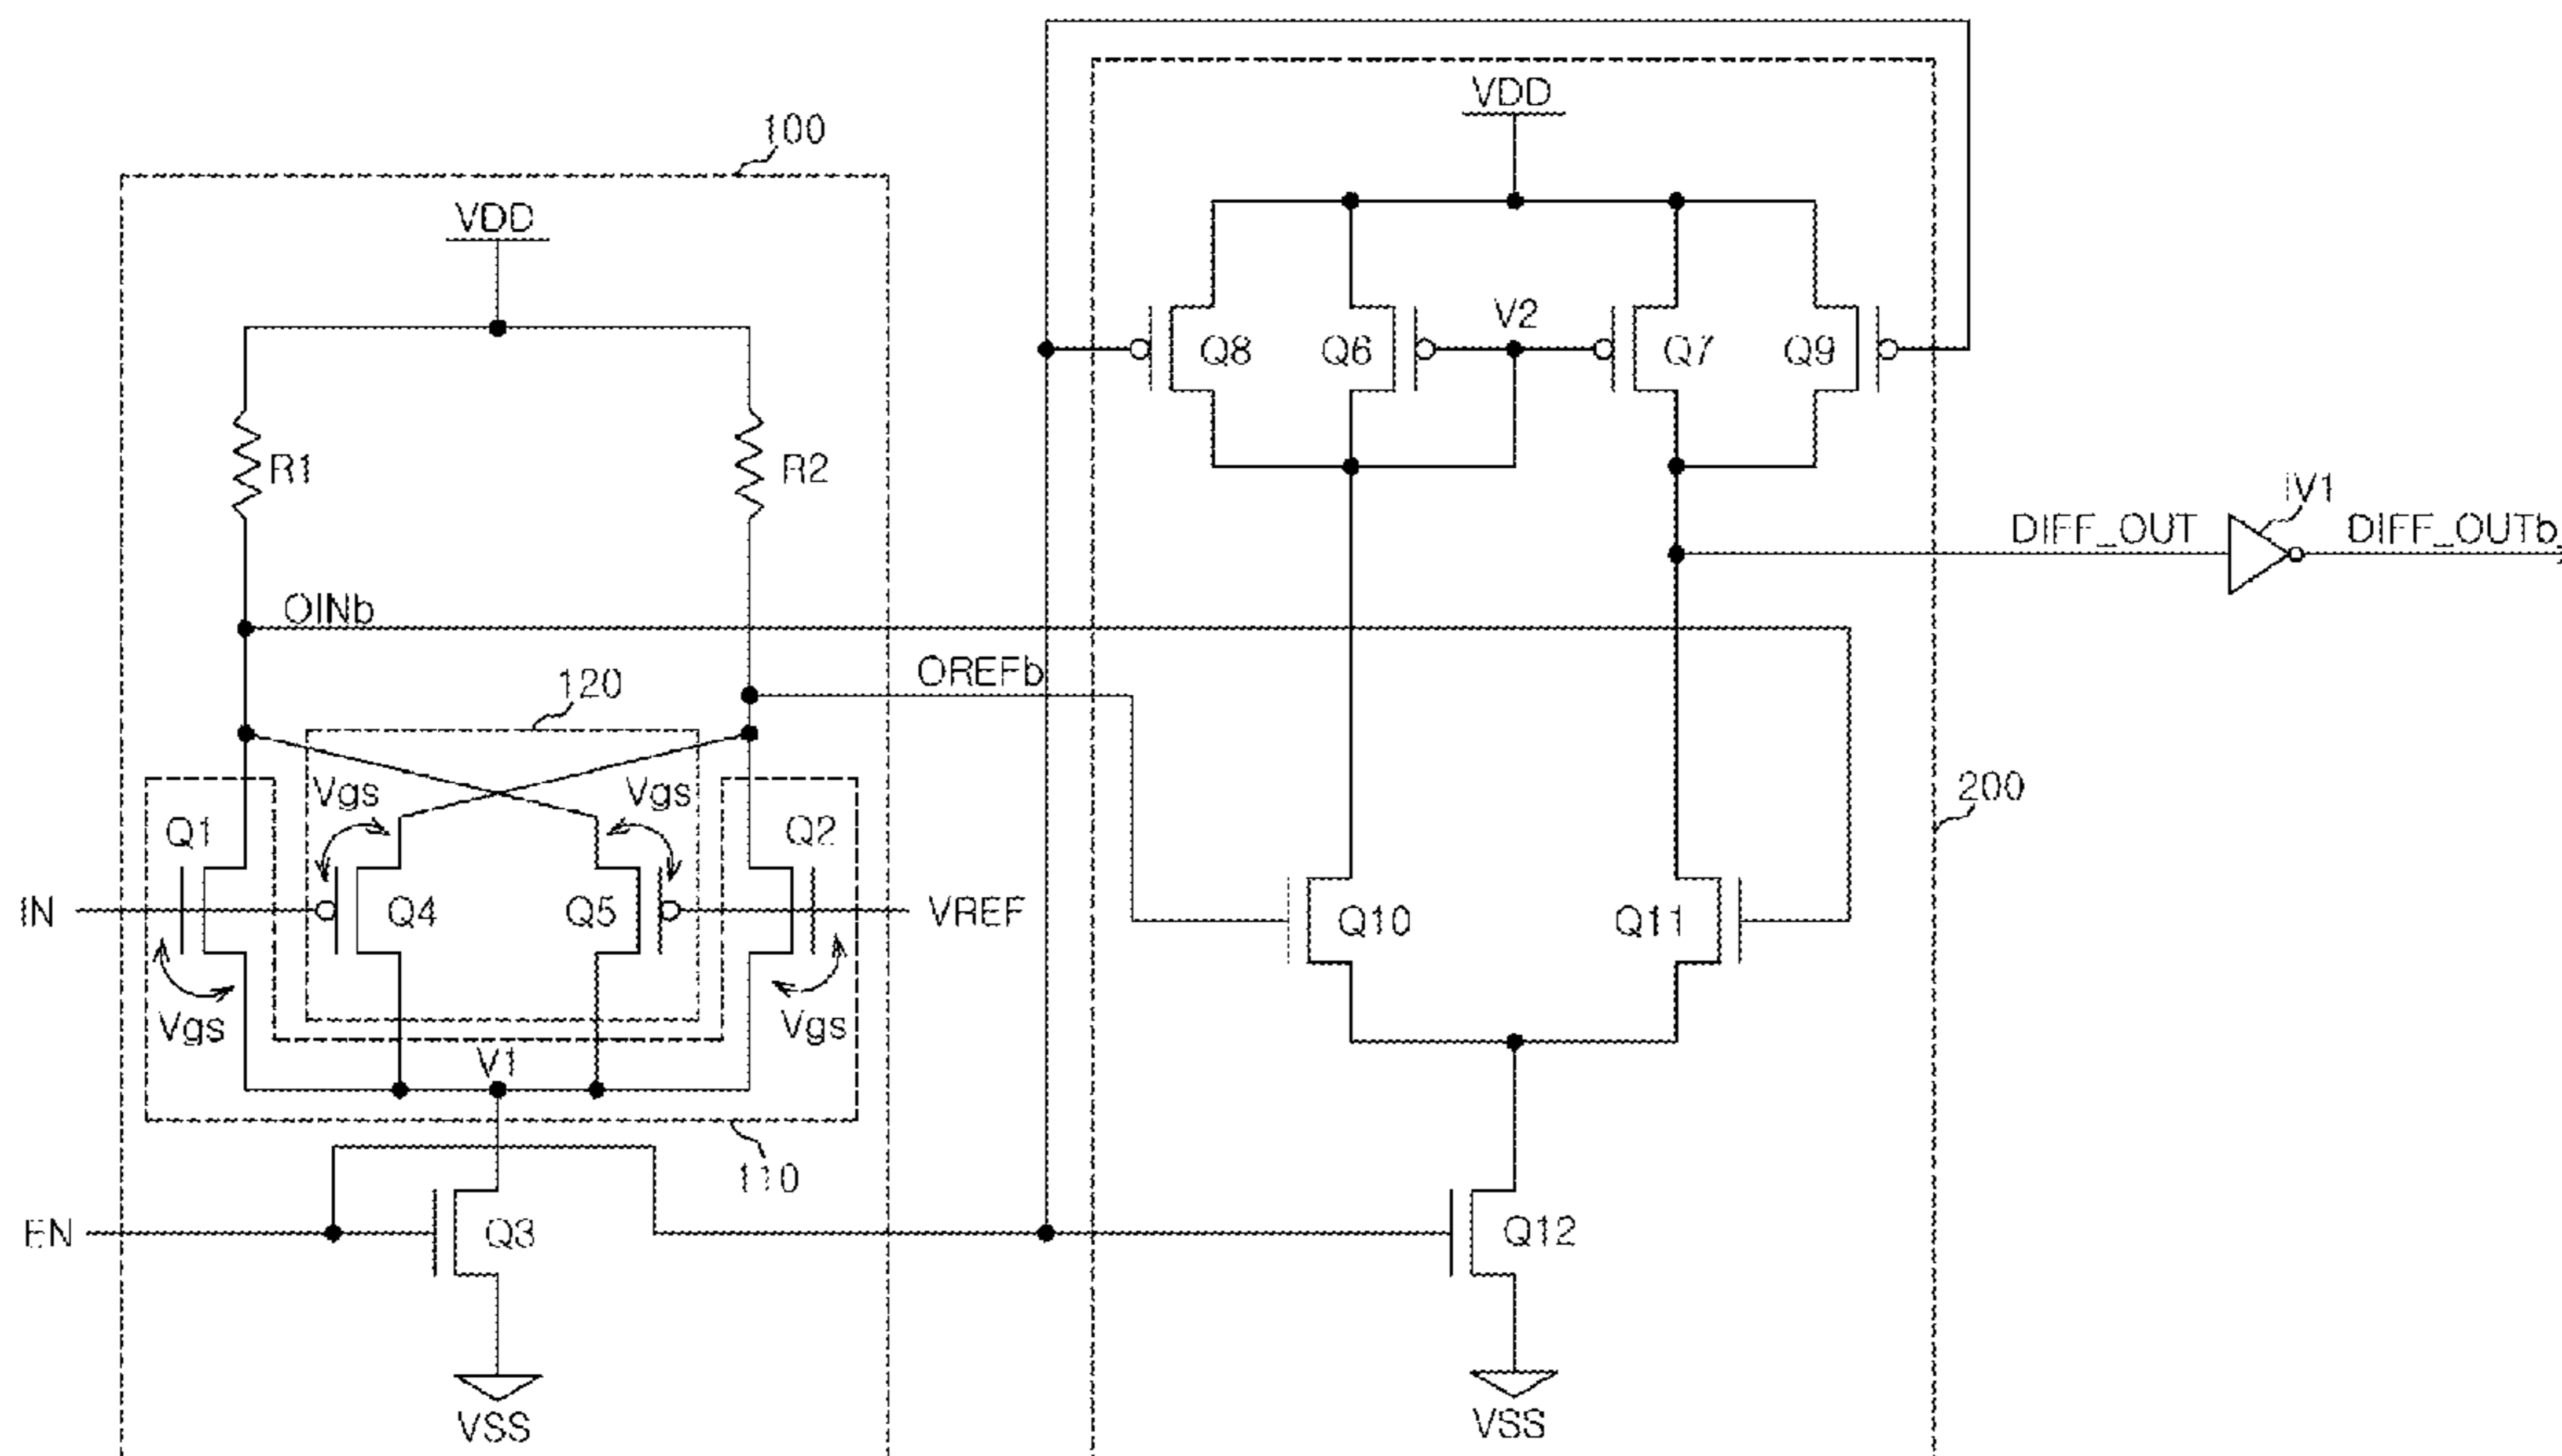 100
VDD
R1
R2
OINb
OREFb
120
Vgs
Vgs
Q1
Q2
IN
Q4
Q5
VREF
Vgs
Vgs
V1
110
EN
Q3
VSS
VDD
Q8
Q6
V2
Q7
Q9
IV1
DIFF_OUT
DIFF_OUTb
200
Q10
Q11
Q12
VSS